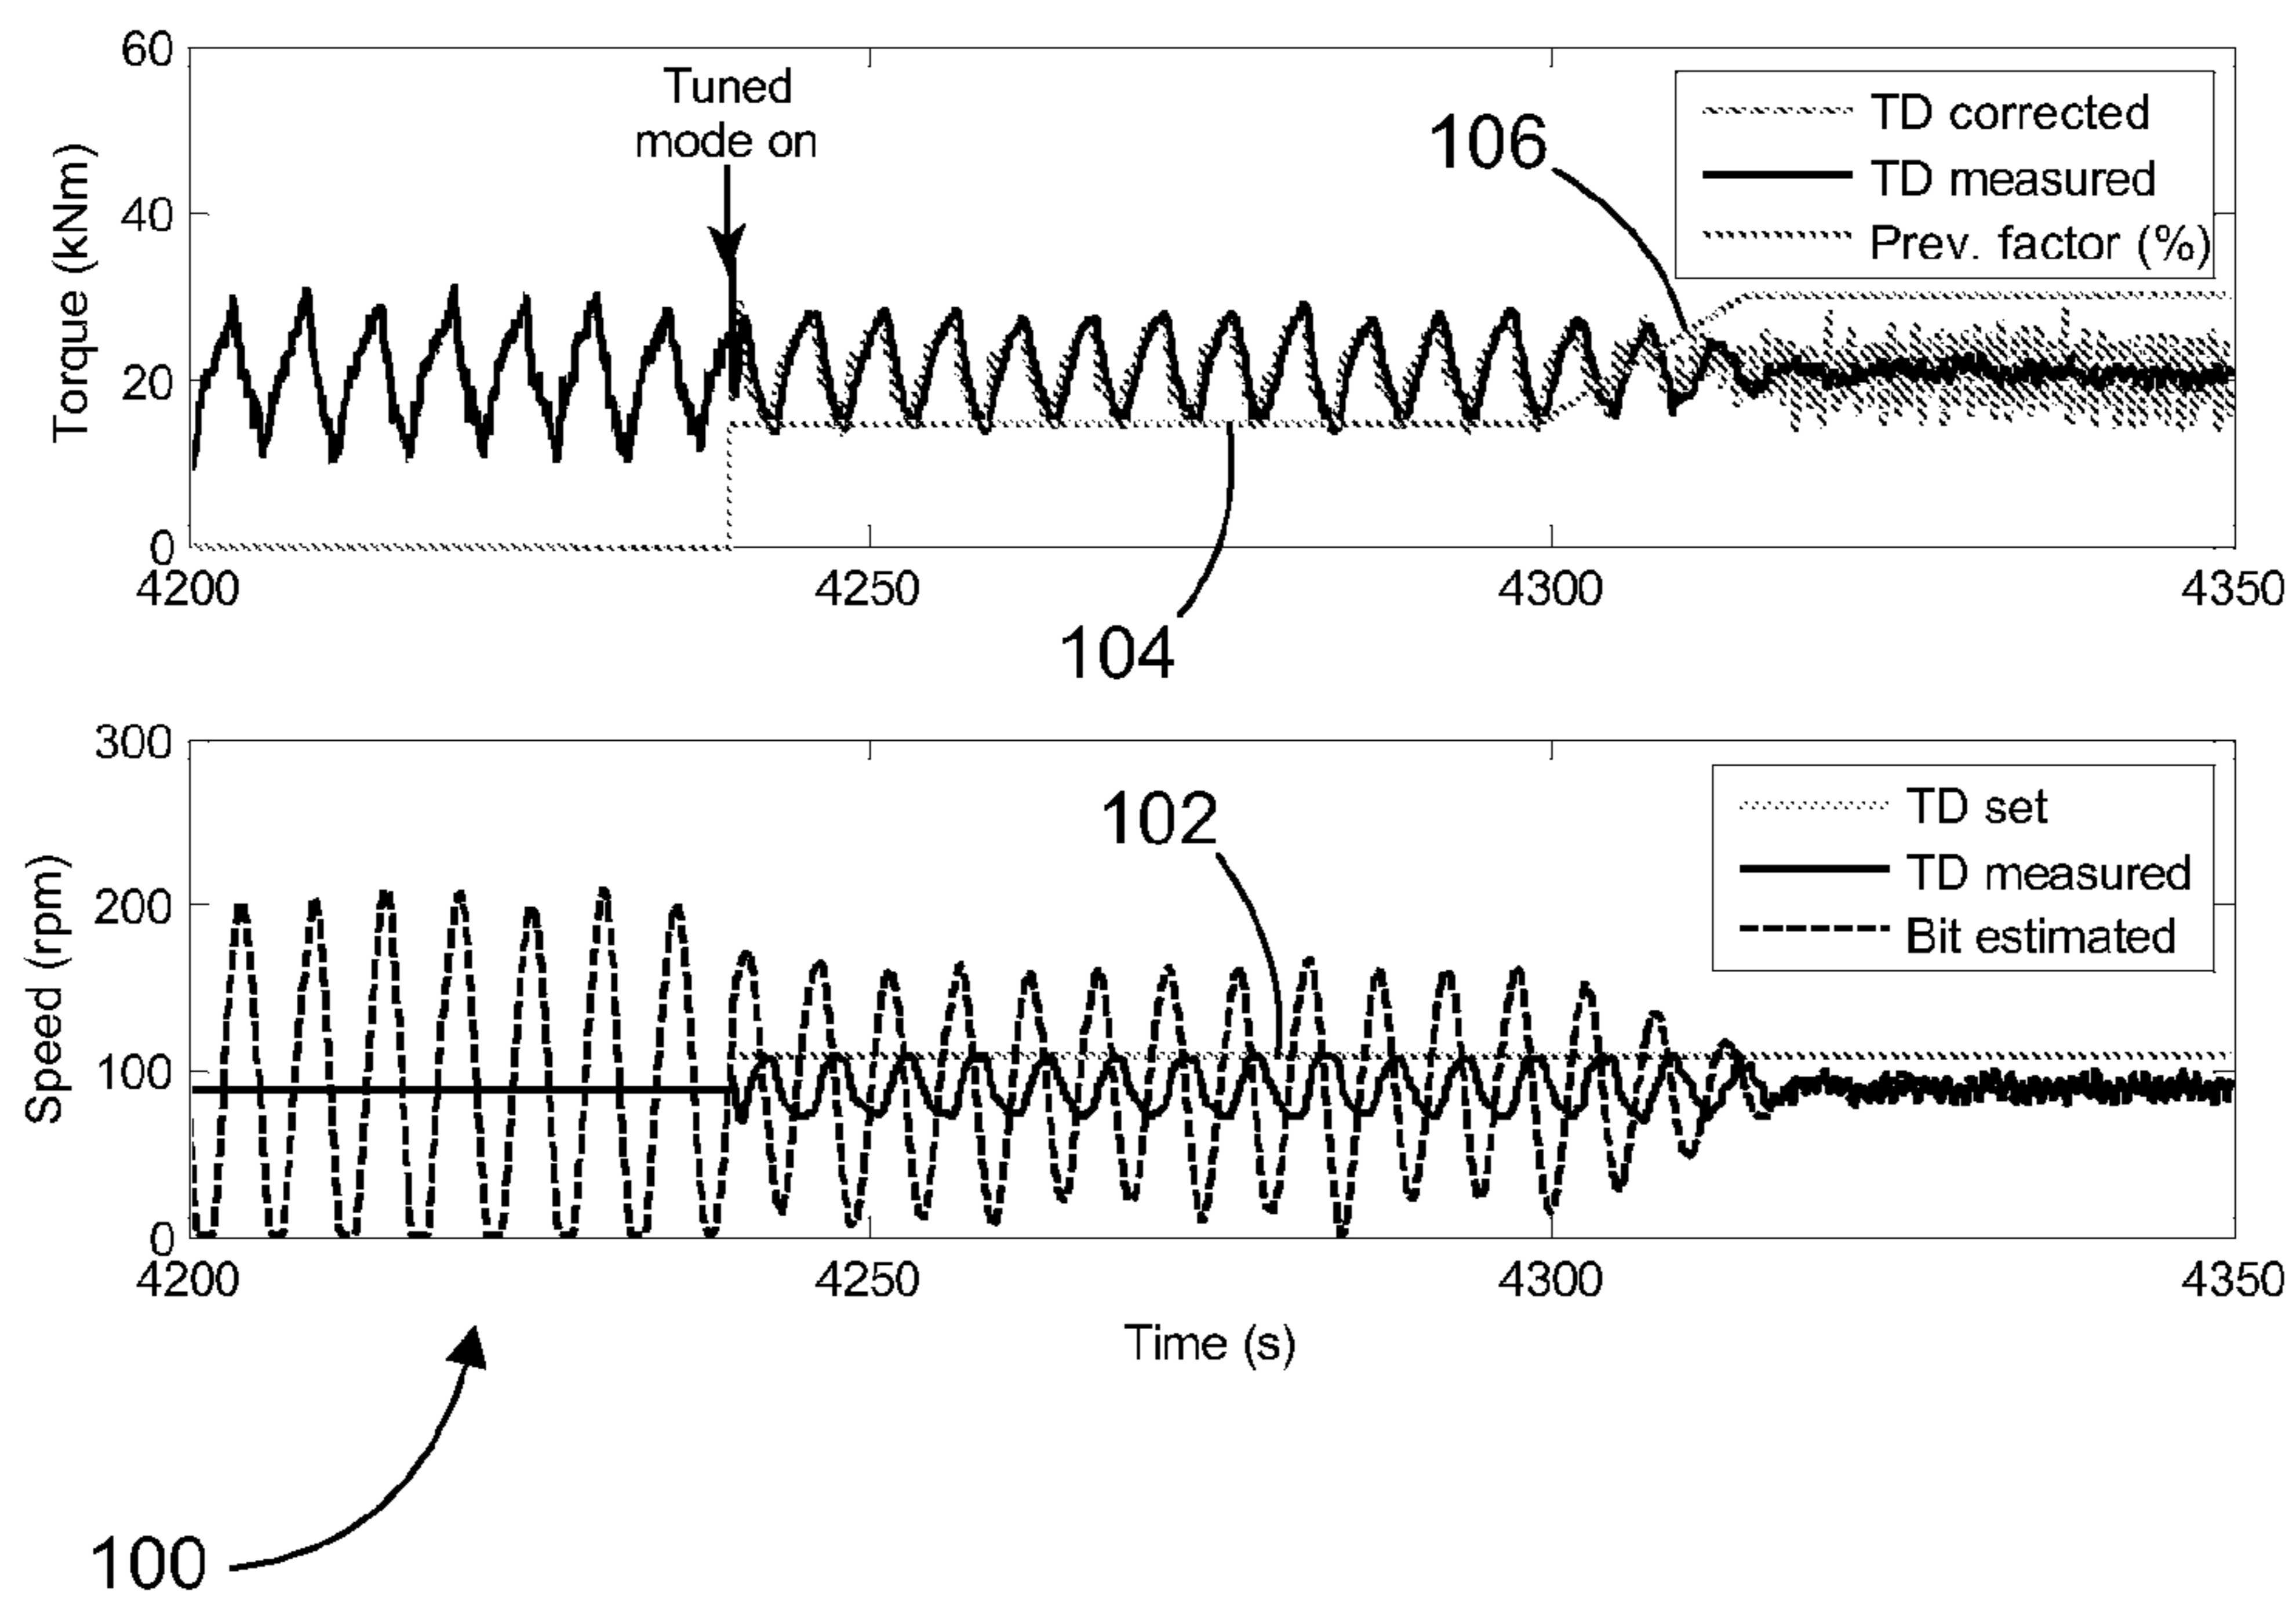 60
Tuned
mode on
TD corrected
TD measured
Prev. factor (%)
106
Torque (kNm)
40
20
0
4200
4250
4300
4350
104
300
102
TD set
TD measured
Bit estimated
Speed (rpm)
200
100
0
4200
4250
4300
4350
Time (s)
100